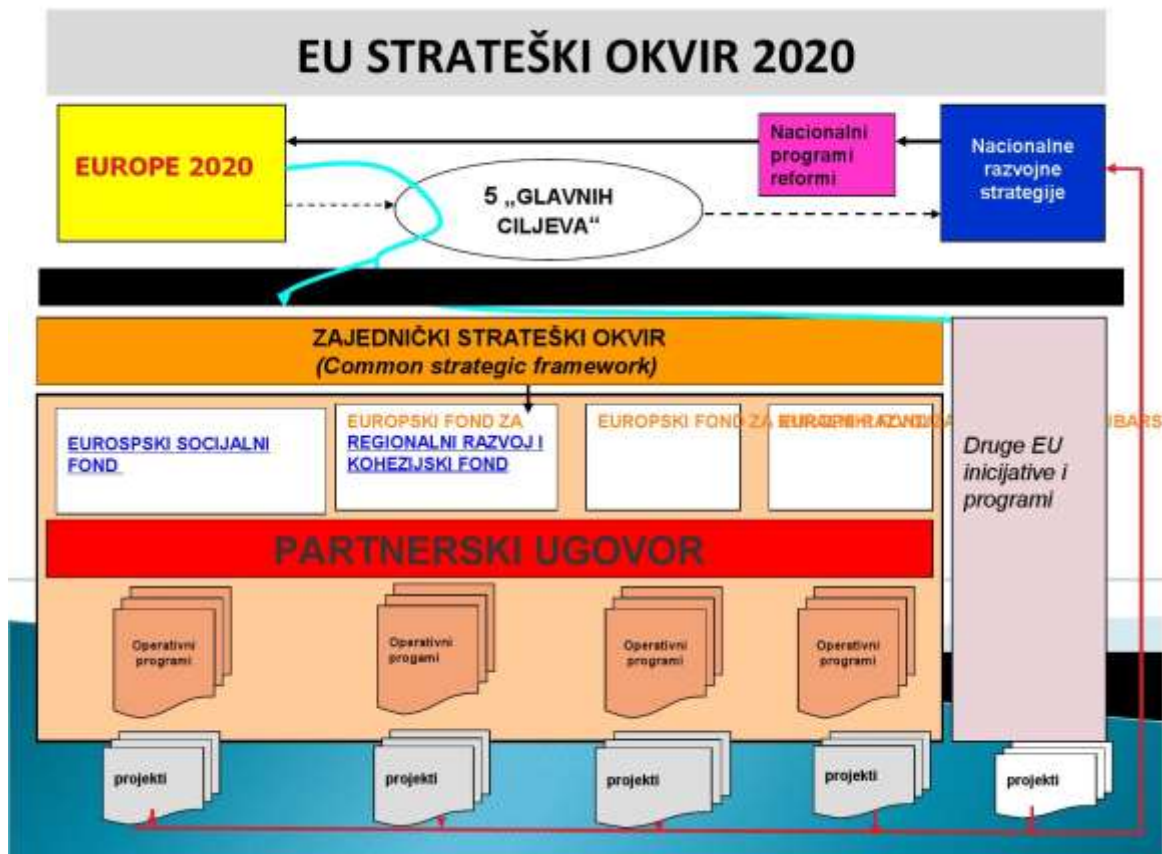 EU STRATEŠKI OKVIR 2020
EUROPE 2020
5 „GLAVNIH
CILJEVA“
Nacionalni
programi
reformi
Nacionalne
razvojne
strategije
ZAJEDNIČKI STRATEŠKI OKVIR
(Common strategic framework)
EUROSPSKI SOCIJALNI
FOND
EUROPSKI FOND ZA
REGIONALNI RAZVOJ I
KOHEZIJSKI FOND
EUROPSKI FOND ZA
Druge EU
inicijative i
programi
PARTNERSKI UGOVOR
Operativni
programi
Operativni
progami
Operativni
programi
Operativni
programi
projekti
projekti
projekti
projekti
projekti